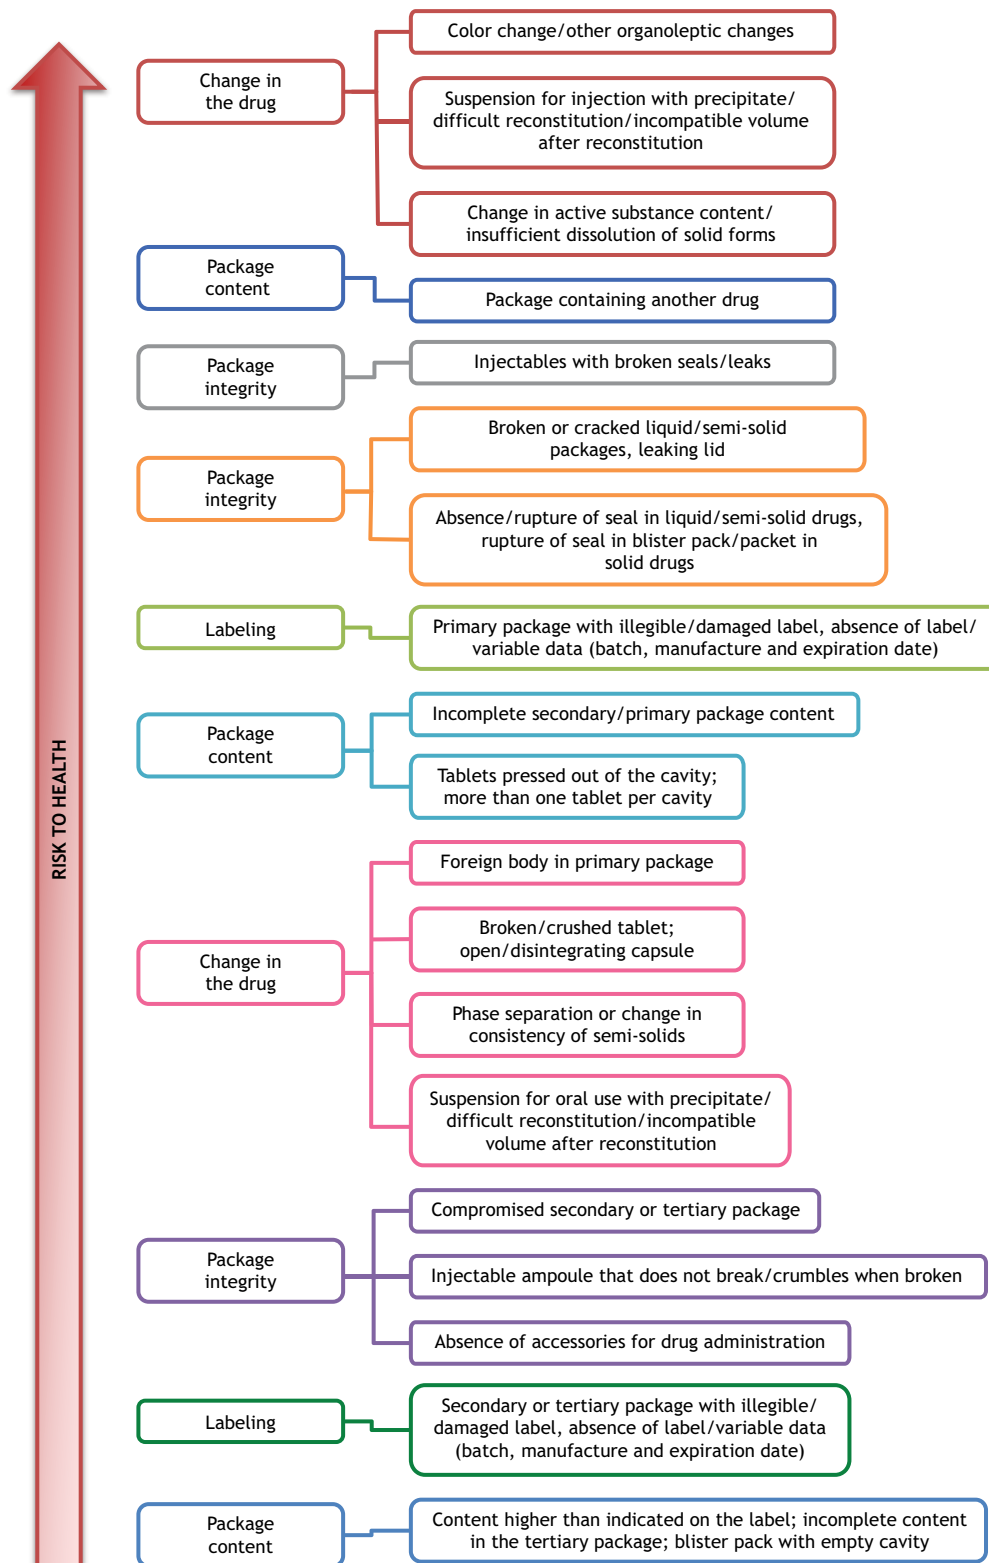 Color change/other organoleptic changes
Change in
the drug
Suspension for injection with precipitate/
difficult reconstitution/incompatible volume
after reconstitution
Change in active substance content/
insufficient dissolution of solid forms
Package
content
Package containing another drug
Package
integrity
Injectables with broken seals/leaks
Broken or cracked liquid/semi-solid
packages, leaking lid
Package
integrity
Absence/rupture of seal in liquid/semi-solid drugs,
rupture of seal in blister pack/packet in
solid drugs
Labeling
Primary package with illegible/damaged label, absence of label/
variable data (batch, manufacture and expiration date)
Incomplete secondary/primary package content
Package
content
Tablets pressed out of the cavity;
more than one tablet per cavity
RISK TO HEALTH
Foreign body in primary package
Broken/crushed tablet;
open/disintegrating capsule
Change in
the drug
Phase separation or change in
consistency of semi-solids
Suspension for oral use with precipitate/
difficult reconstitution/incompatible
volume after reconstitution
Compromised secondary or tertiary package
Package
integrity
Injectable ampoule that does not break/crumbles when broken
Absence of accessories for drug administration
Labeling
Secondary or tertiary package with illegible/
damaged label, absence of label/variable data
(batch, manufacture and expiration date)
Package
content
Content higher than indicated on the label; incomplete content
in the tertiary package; blister pack with empty cavity